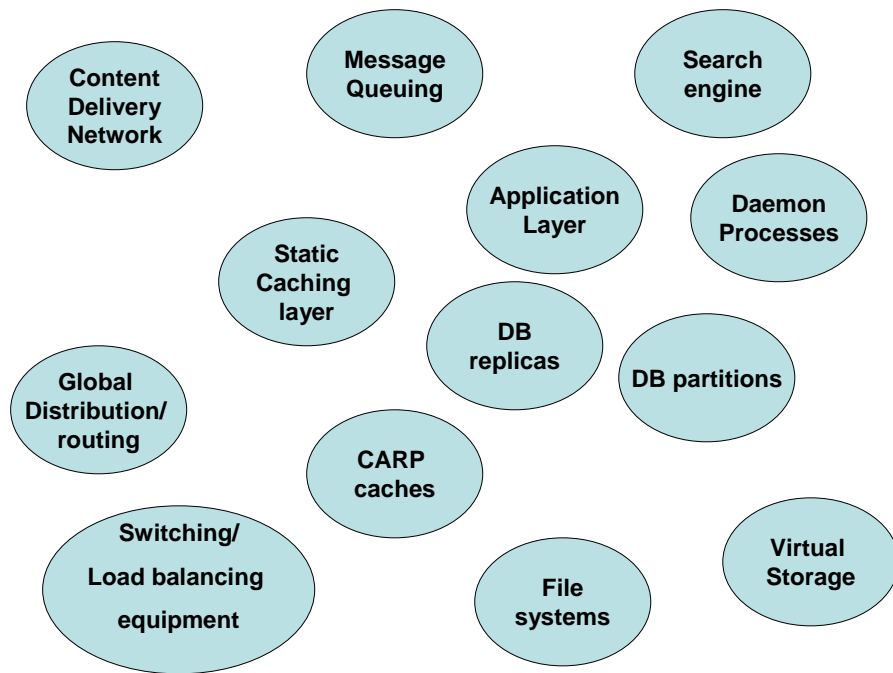 Content
Delivery
Network
Message
Queuing
Search
engine
Application
Layer
Daemon
Processes
Static
Caching
layer
DB
replicas
DB partitions
Global
Distribution/
routing
CARP
caches
Switching/
Load balancing
equipment
File
systems
Virtual
Storage